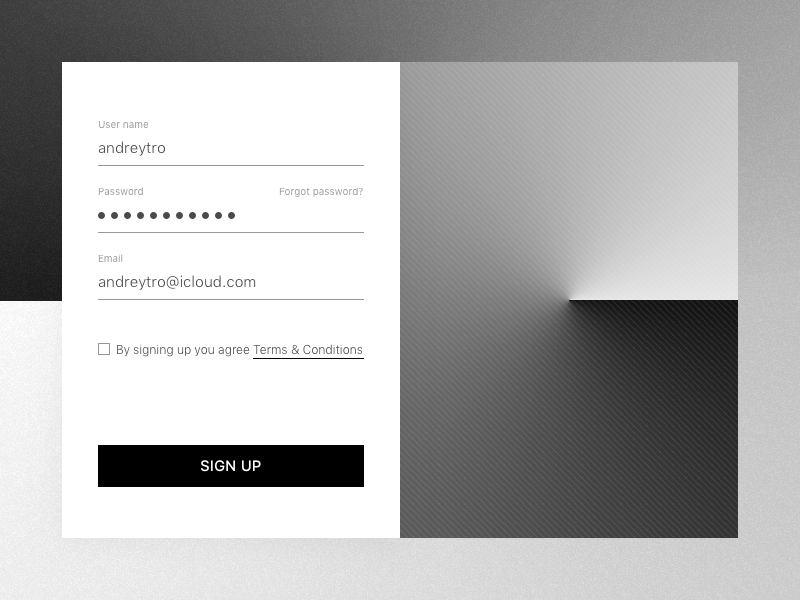 User name
andreytro
Password Forgot password?
●●●●●●●●●●●
Email
andreytro@icloud.com
By signing up you agree Terms & Conditions
SIGN UP